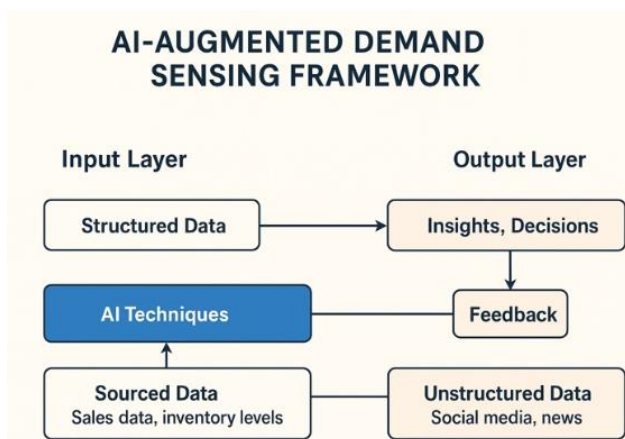 AI-AUGMENTED DEMAND
SENSING FRAMEWORK
Input Layer
Output Layer
Structured Data
Insights, Decisions
AI Techniques
Feedback
Sourced Data
Sales data, inventory levels
Unstructured Data
Social media, news